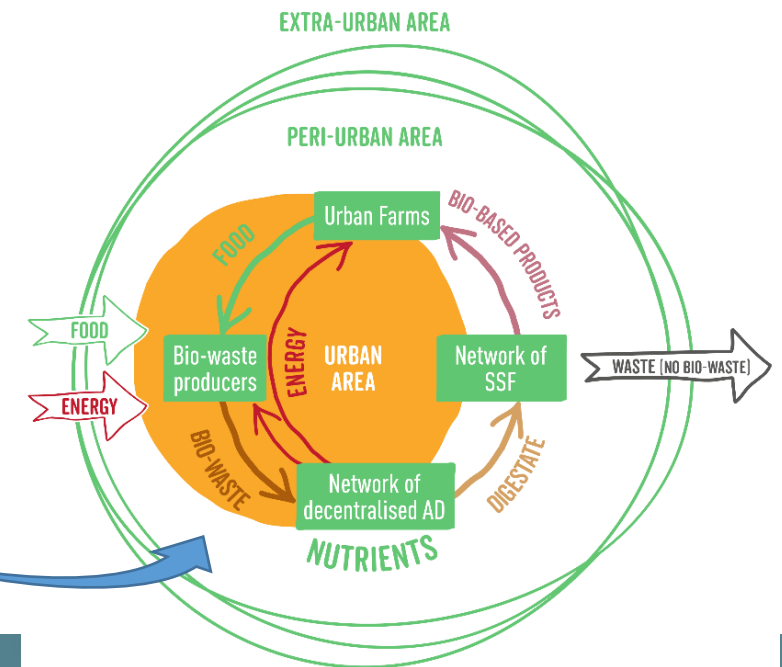 EXTRA-URBAN AREA
PERI-URBAN AREA
Urban Farms
BIO-BASED PRODUCTS
FOOD
FOOD
ENERGY
Bio-waste
producers
ENERGY
URBAN
AREA
Network of
SSF
WASTE [NO BIO-WASTE]
BIO-WASTE
DIGESTATE
Network of
decentralised AD
NUTRIENTS